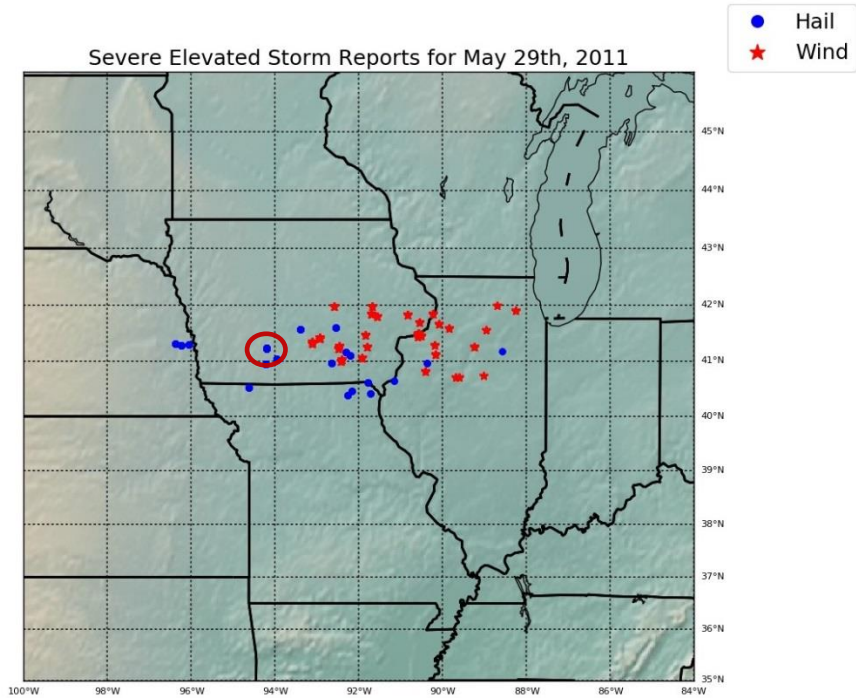 Hail
Wind
Severe Elevated Storm Reports for May 29th, 2011
45°N
44°N
43°N
42°N
41°N
40°N
39°N
38°N
37°N
36°N
35°N
100°W 98°W 96°W 94°W 92°W 90°W 88°W 86°W 84°W